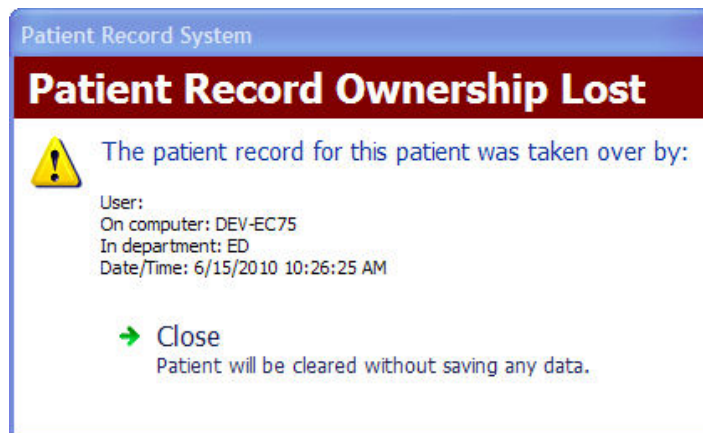 Patient Record System
Patient Record Ownership Lost
The patient record for this patient was taken over by:
User:
On computer: DEV-EC75
In department: ED
Date/Time: 6/15/2010 10:26:25 AM
Close
Patient will be cleared without saving any data.